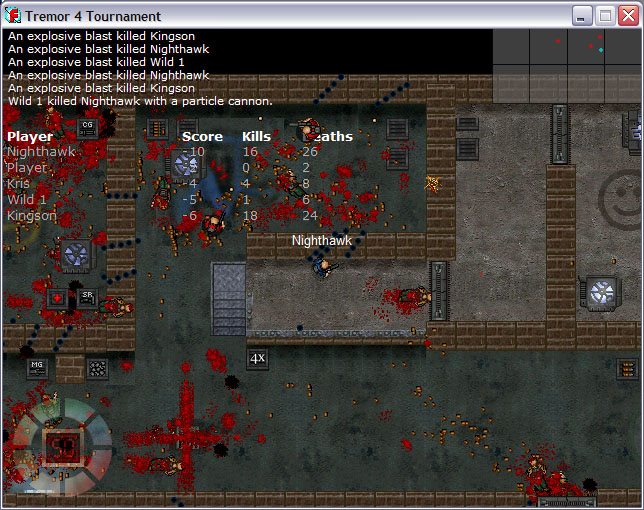 Tremor 4 Tournament
An explosive blast killed Kingson
An explosive blast killed Nighthawk
An explosive blast killed Wild 1
An explosive blast killed Nighthawk
An explosive blast killed Kingson
Wild 1 killed Nighthawk with a particle cannon.
CG
Player Score Kills eaths
Nighthawk -10 16 26
Player -2 0 2
Kris -4 4 8
Wild 1 -5 1 6
Kingson -6 18 24
Nighthawk
SR
4x
MG